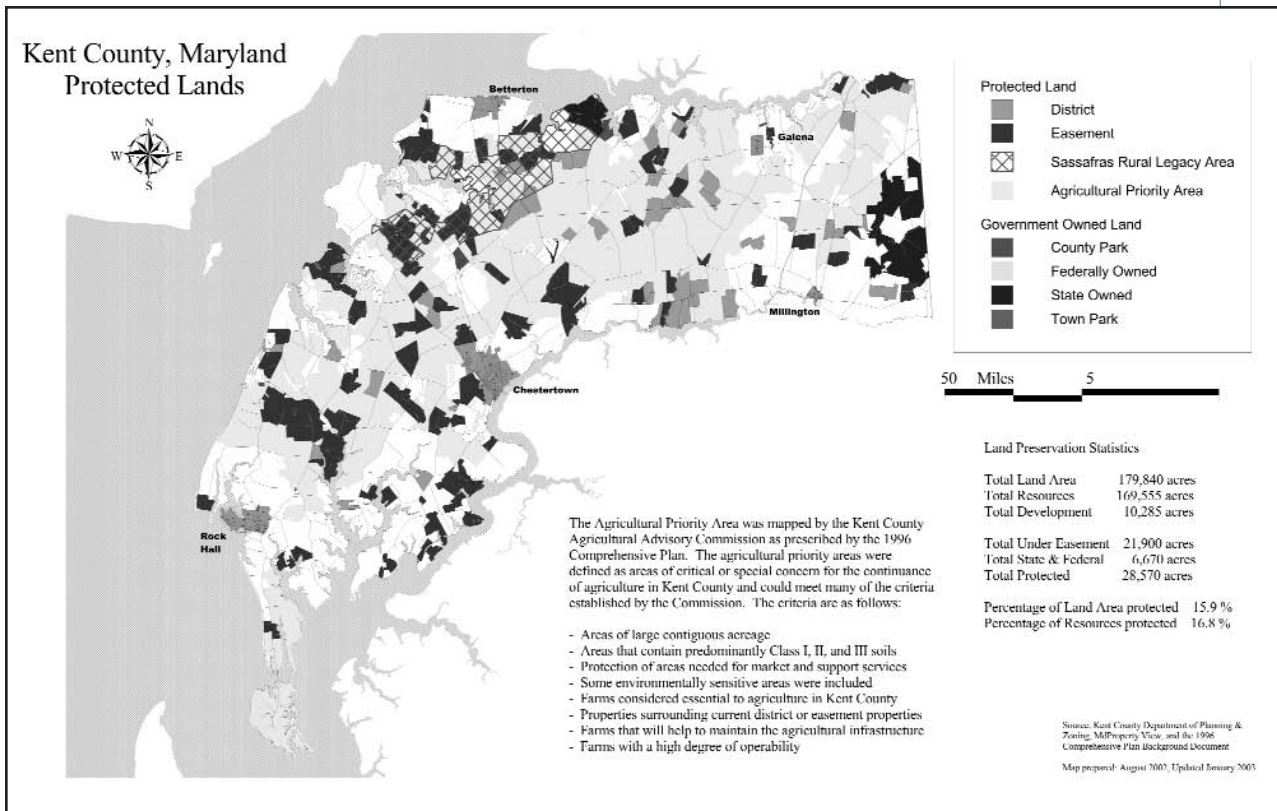 Kent County, Maryland
Protected Lands
N
W E
S
Betterton
Galena
Millington
Chestertown
Rock
Hall
Protected Land
District
Easement
Sassafras Rural Legacy Area
Agricultural Priority Area
Government Owned Land
County Park
Federally Owned
State Owned
Town Park
50 Miles 5
Land Preservation Statistics
Total Land Area 179,840 acres
Total Resources 169,555 acres
Total Development 10,285 acres
Total Under Easement 21,900 acres
Total State & Federal 6,670 acres
Total Protected 28,570 acres
Percentage of Land Area protected 15.9 %
Percentage of Resources protected 16.8 %
The Agricultural Priority Area was mapped by the Kent County
Agricultural Advisory Commission as prescribed by the 1996
Comprehensive Plan. The agricultural priority areas were
defined as areas of critical or special concern for the continuance
of agriculture in Kent County and could meet many of the criteria
established by the Commission. The criteria are as follows:
- Areas of large contiguous acreage
- Areas that contain predominantly Class I, II, and III soils
- Protection of areas needed for market and support services
- Some environmentally sensitive areas were included
- Farms considered essential to agriculture in Kent County
- Properties surrounding current district or easement properties
- Farms that will help to maintain the agricultural infrastructure
- Farms with a high degree of operability
Source: Kent County Department of Planning &
Zoning, MdProperty View, and the 1996
Comprehensive Plan Background Document
Map prepared: August 2002, Updated January 2003